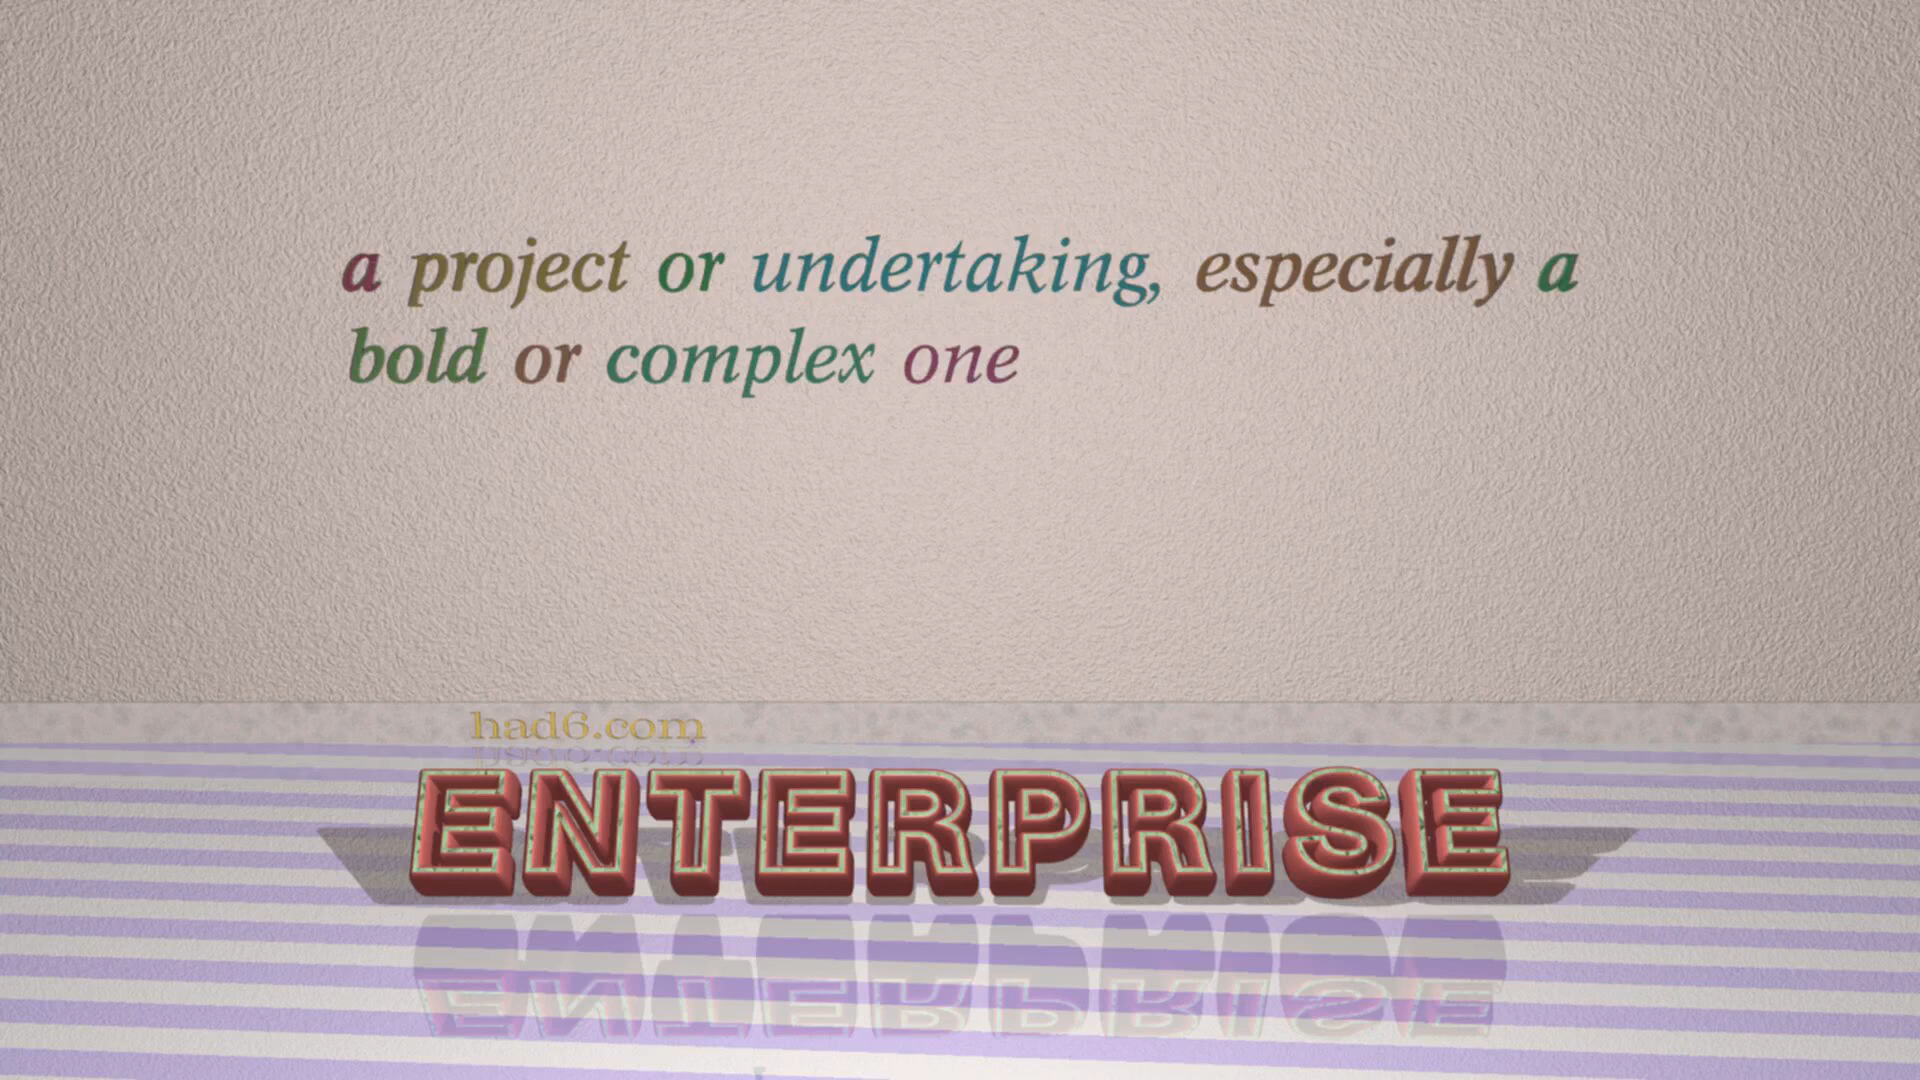 a project or undertaking, especially a
bold or complex one
had6.com
ENTERPRISE